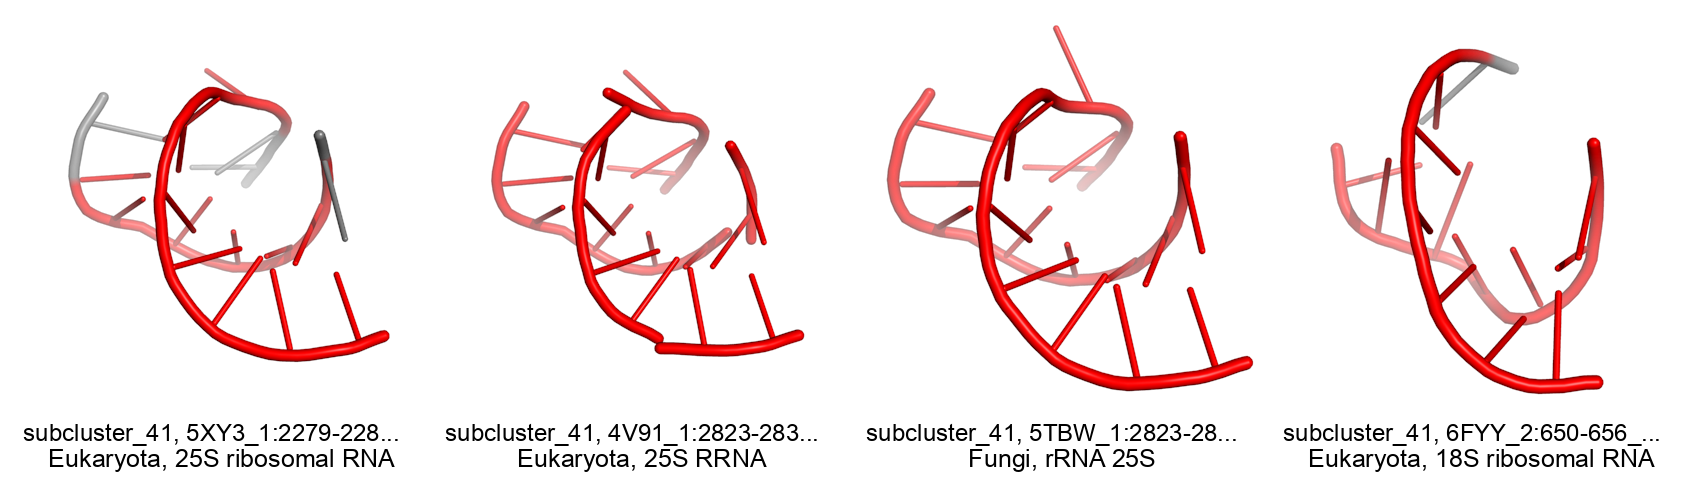 subcluster_41, 5XY3_1:2279-228...
Eukaryota, 25S ribosomal RNA
subcluster_41, 4V91_1:2823-283...
Eukaryota, 25S RRNA
subcluster_41, 5TBW_1:2823-28...
Fungi, rRNA 25S
subcluster_41, 6FYY_2:650-656_...
Eukaryota, 18S ribosomal RNA